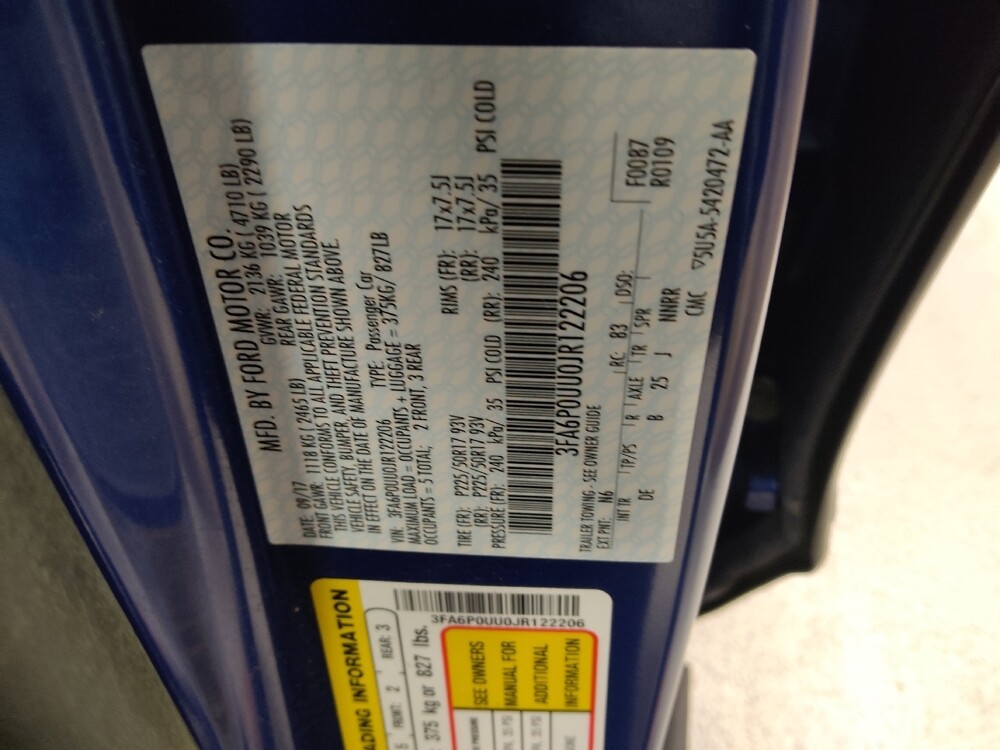 MFD. BY FORD MOTOR CO.
DATE: 09/17 GVWR: 2136 KG ( 4710 LB)
FRONT GAWR: 1118 KG ( 2465 LB) REAR GAWR: 1039 KG ( 2290 LB)
THIS VEHICLE CONFORMS TO ALL APPLICABLE FEDERAL MOTOR
VEHICLE SAFETY, BUMPER, AND THEFT PREVENTION STANDARDS
IN EFFECT ON THE DATE OF MANUFACTURE SHOWN ABOVE.
VIN: 3FA6P0UU0JR122206 TYPE: Passenger Car
MAXIMUM LOAD = OCCUPANTS + LUGGAGE = 375KG/ 827LB
OCCUPANTS = 5 TOTAL; 2 FRONT, 3 REAR
TIRE (FR): P225/50R17 93V RIMS (FR): 17x7.5J
(RR): P225/50R17 93V (RR): 17x7.5J
PRESSURE (FR): 240 kPa/ 35 PSI COLD (RR): 240 kPa/ 35 PSI COLD
3FA6P0UU0JR122206
TRAILER TOWING - SEE OWNER GUIDE
EXT PNT: N6 RC: 83 DSO:
F0087
R0109
INT TR TP/PS R AXLE TR SPR
DE B 25 J NNRR
CMC ▽5U5A-5420472-AA
3FA6P0UU0JR122206
ADING INFORMATION
5 FRONT: 2 REAR: 3
375 kg or 827 lbs.
PRESSURE
SEE OWNERS
MANUAL FOR
ADDITIONAL
INFORMATION